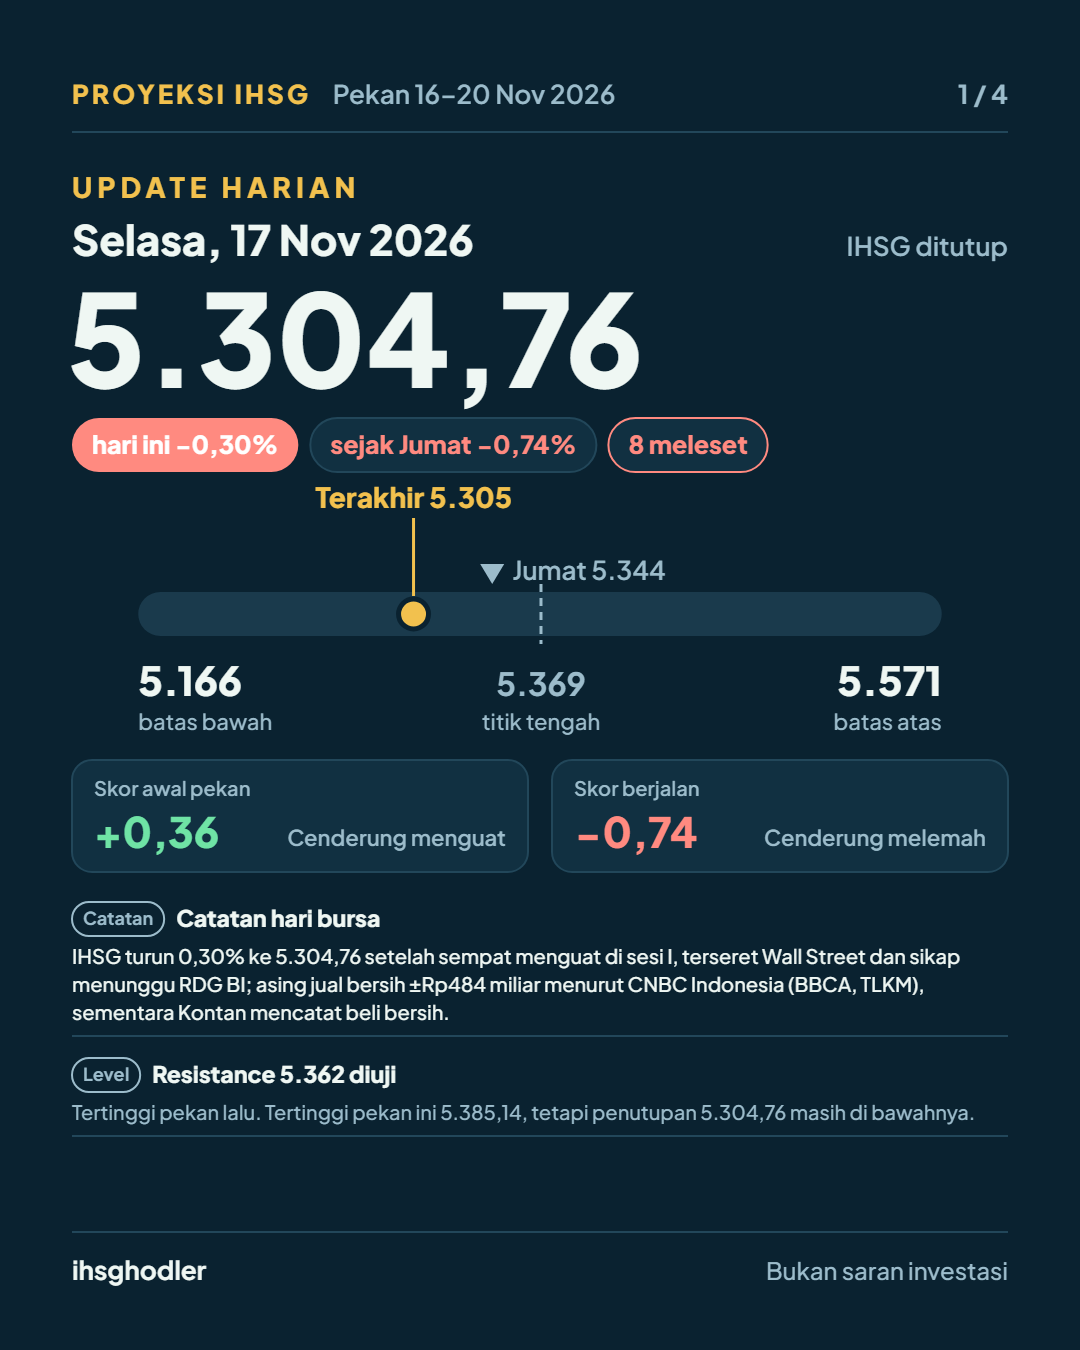 PROYEKSI IHSG Pekan 16–20 Nov 2026 1 / 4
UPDATE HARIAN
Selasa, 17 Nov 2026 IHSG ditutup
5.304,76
hari ini −0,30% sejak Jumat −0,74% 8 meleset
Terakhir 5.305
▼ Jumat 5.344
5.166 5.369 5.571
batas bawah titik tengah batas atas
Skor awal pekan Skor berjalan
+0,36 Cenderung menguat −0,74 Cenderung melemah
Catatan Catatan hari bursa
IHSG turun 0,30% ke 5.304,76 setelah sempat menguat di sesi I, terseret Wall Street dan sikap
menunggu RDG BI; asing jual bersih ±Rp484 miliar menurut CNBC Indonesia (BBCA, TLKM),
sementara Kontan mencatat beli bersih.
Level Resistance 5.362 diuji
Tertinggi pekan lalu. Tertinggi pekan ini 5.385,14, tetapi penutupan 5.304,76 masih di bawahnya.
ihsghodler Bukan saran investasi